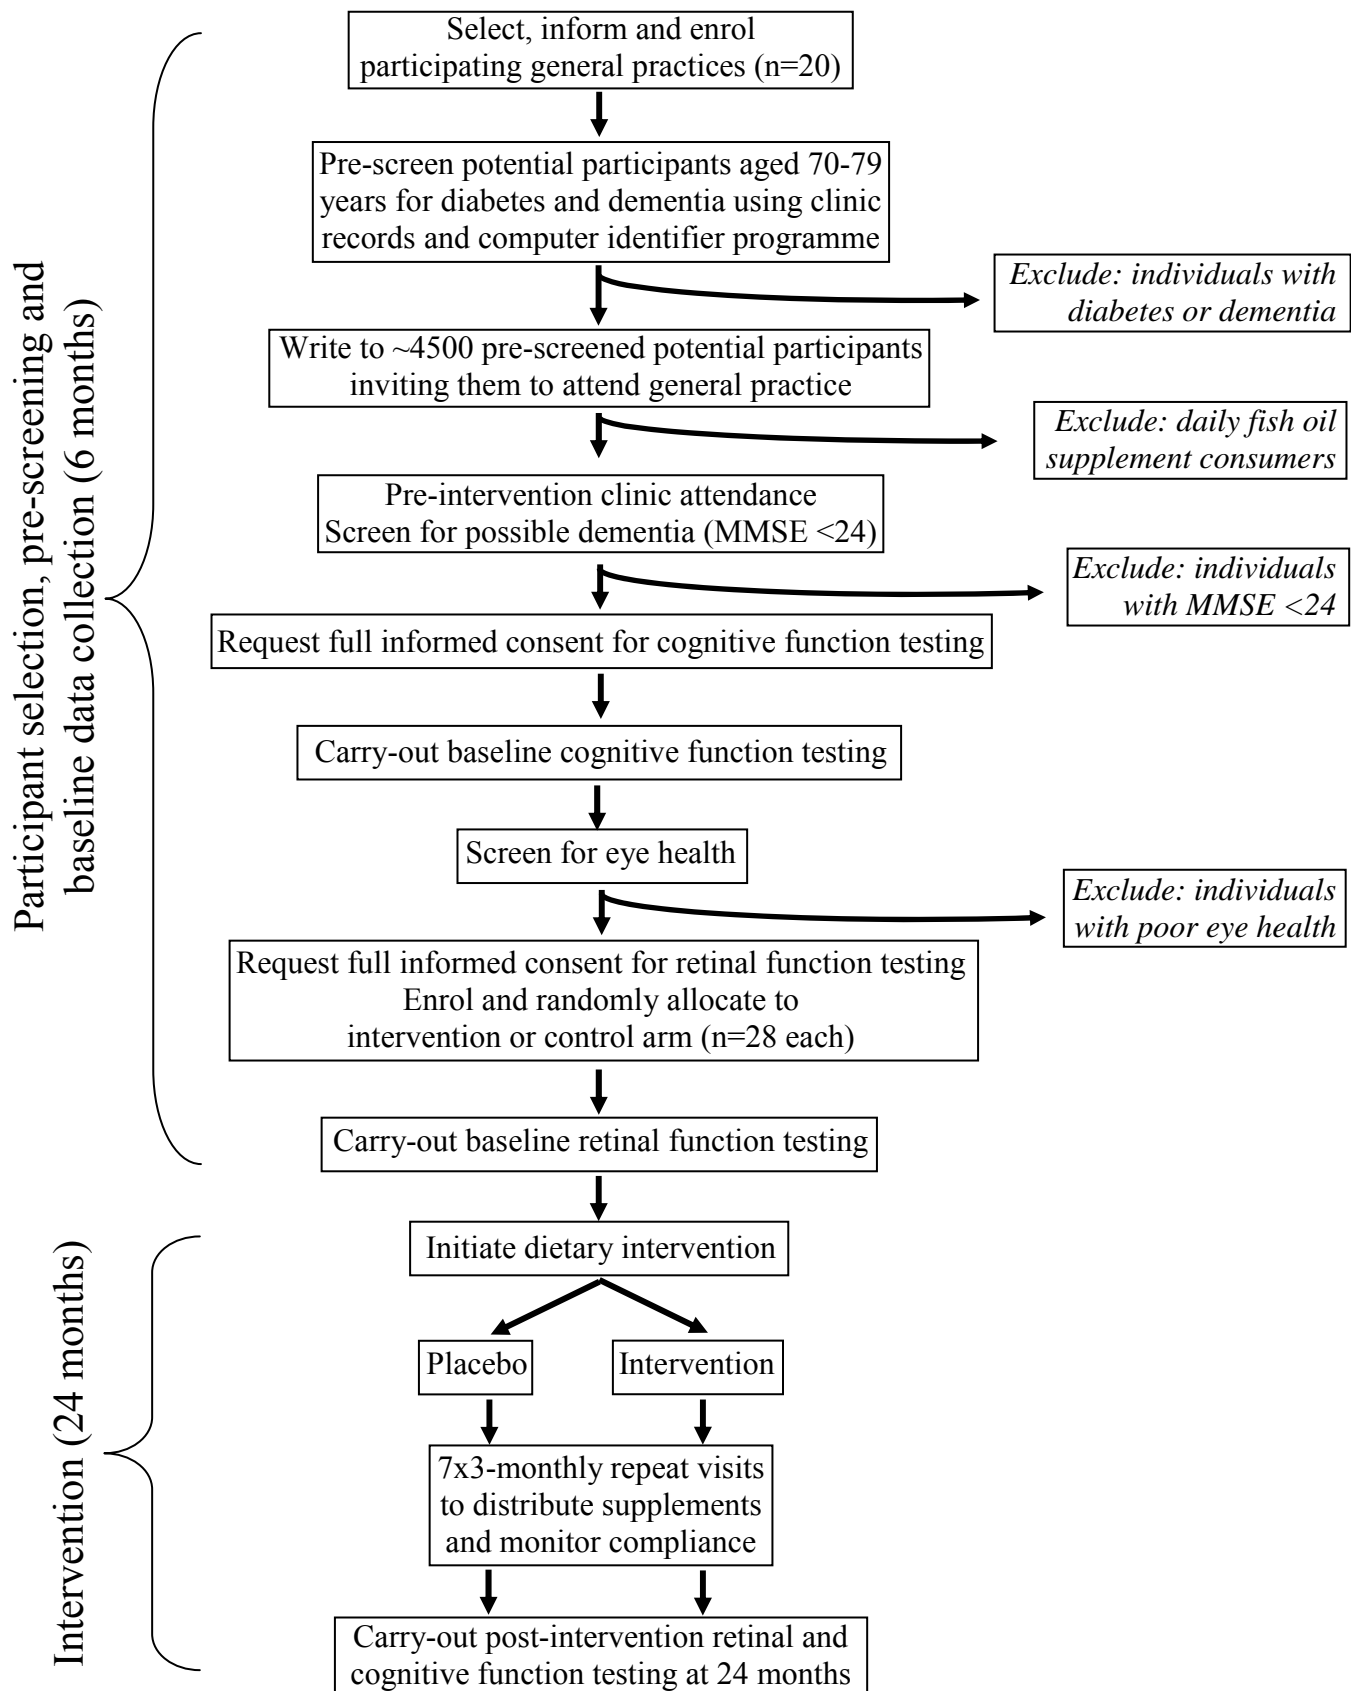 Select, inform and enrol
participating general practices (n=20)
Pre-screen potential participants aged 70-79
years for diabetes and dementia using clinic
records and computer identifier programme
Exclude: individuals with
diabetes or dementia
Write to ~4500 pre-screened potential participants
inviting them to attend general practice
Exclude: daily fish oil
supplement consumers
Pre-intervention clinic attendance
Screen for possible dementia (MMSE <24)
Exclude: individuals
with MMSE <24
Request full informed consent for cognitive function testing
Carry-out baseline cognitive function testing
Screen for eye health
Exclude: individuals
with poor eye health
Request full informed consent for retinal function testing
Enrol and randomly allocate to
intervention or control arm (n=28 each)
Carry-out baseline retinal function testing
Participant selection, pre-screening and
baseline data collection (6 months)
Initiate dietary intervention
Placebo
Intervention
7x3-monthly repeat visits
to distribute supplements
and monitor compliance
Carry-out post-intervention retinal and
cognitive function testing at 24 months
Intervention (24 months)